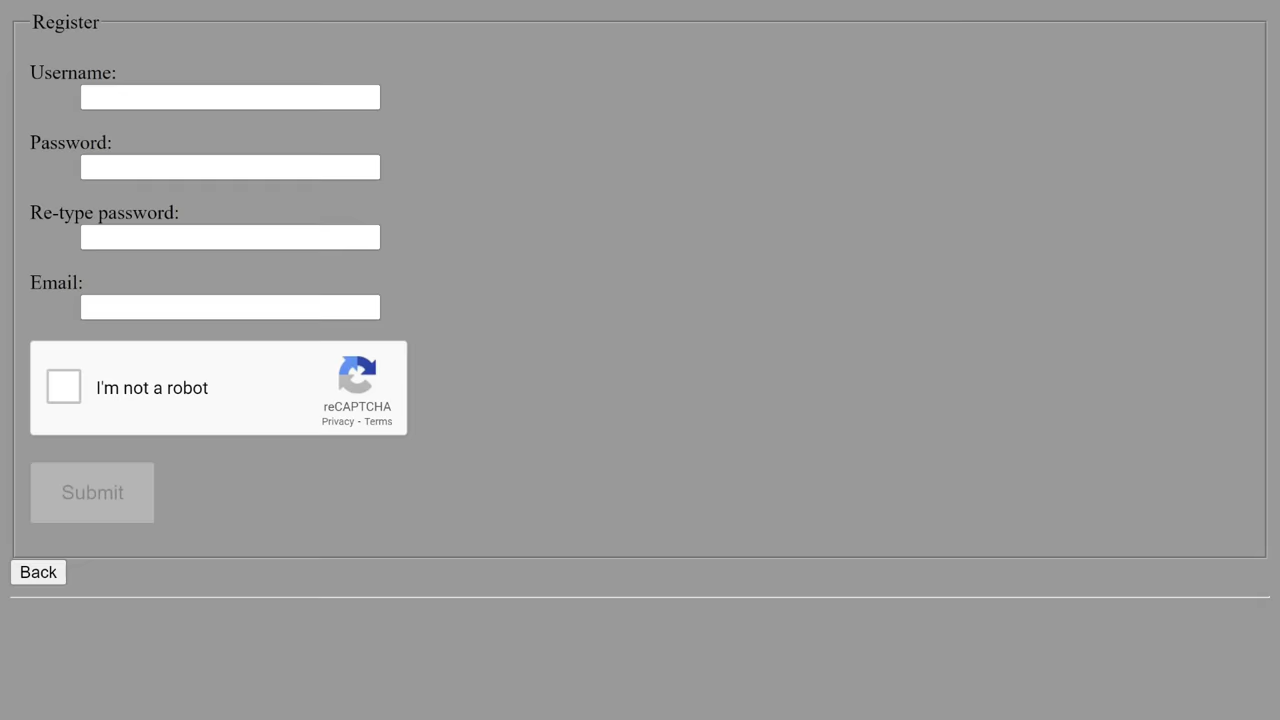 Register
Username:
Password:
Re-type password:
Email:
I'm not a robot
reCAPTCHA
Privacy - Terms
Submit
Back